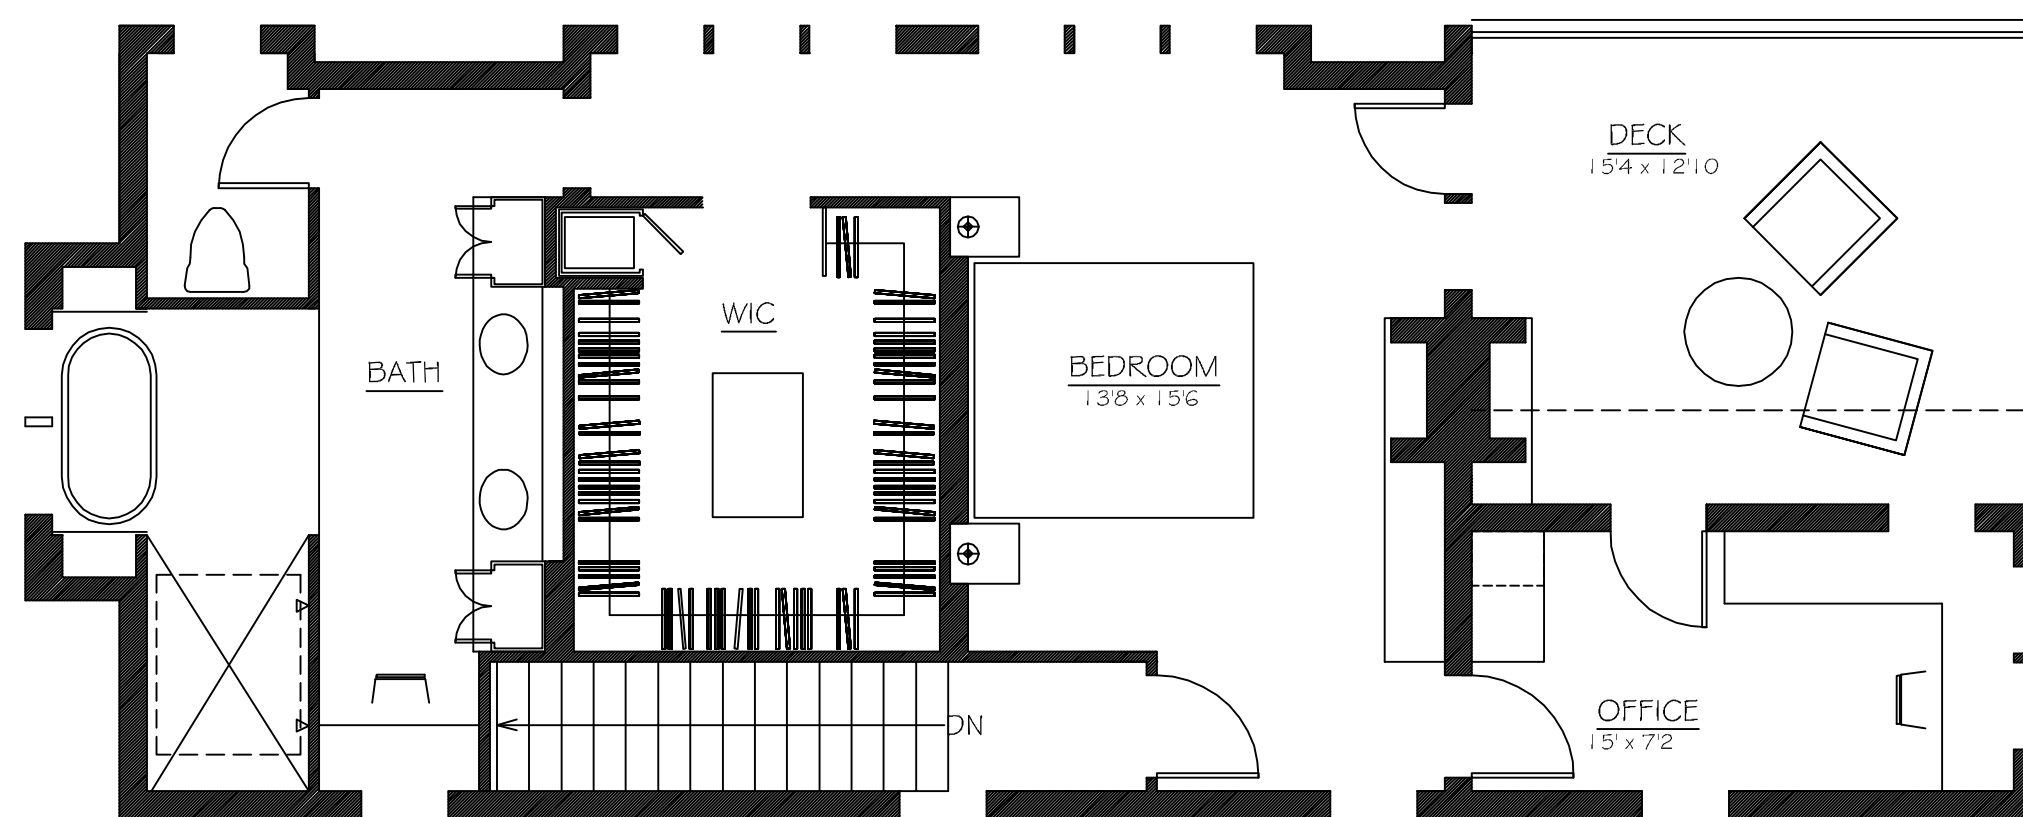 DECK
15'4 x 12'10
WIC
BATH
BEDROOM
13'8 x 15'6
OFFICE
15' x 7'2
DN